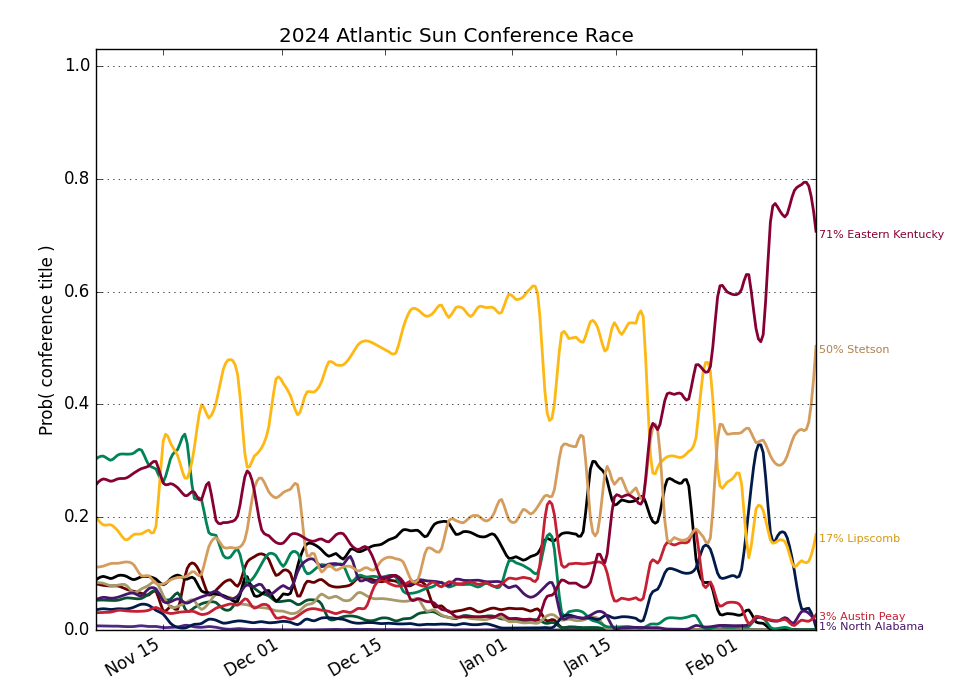 2024 Atlantic Sun Conference Race
Prob( conference title )
1.0
0.8
0.6
0.4
0.2
0.0
Nov 15
Dec 01
Dec 15
Jan 01
Jan 15
Feb 01
71% Eastern Kentucky
50% Stetson
17% Lipscomb
3% Austin Peay
1% North Alabama